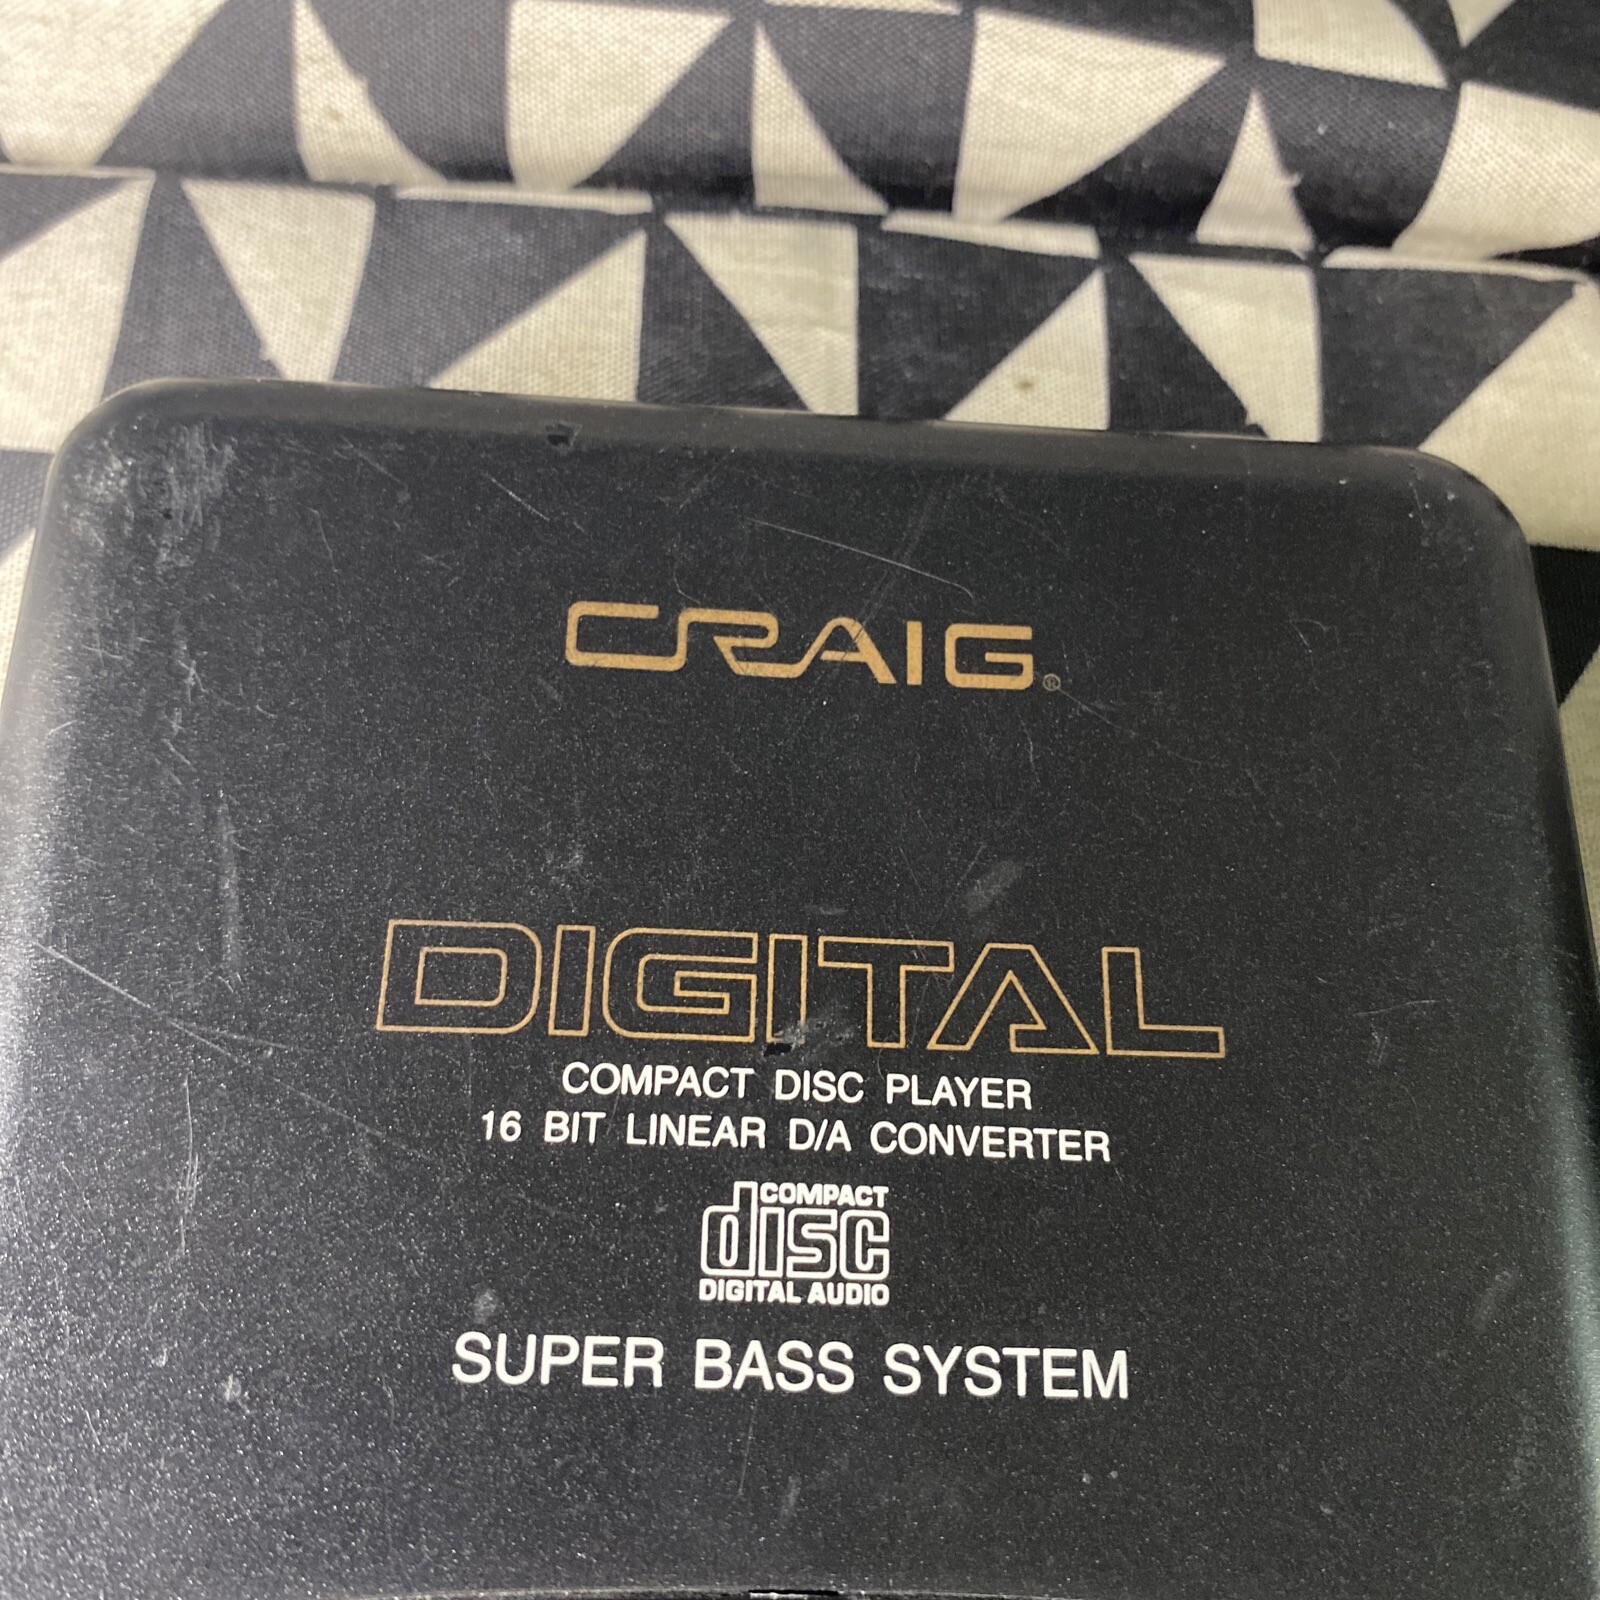 CRAIG®
DIGITAL
COMPACT DISC PLAYER
16 BIT LINEAR D/A CONVERTER
COMPACT
disc
DIGITAL AUDIO
SUPER BASS SYSTEM